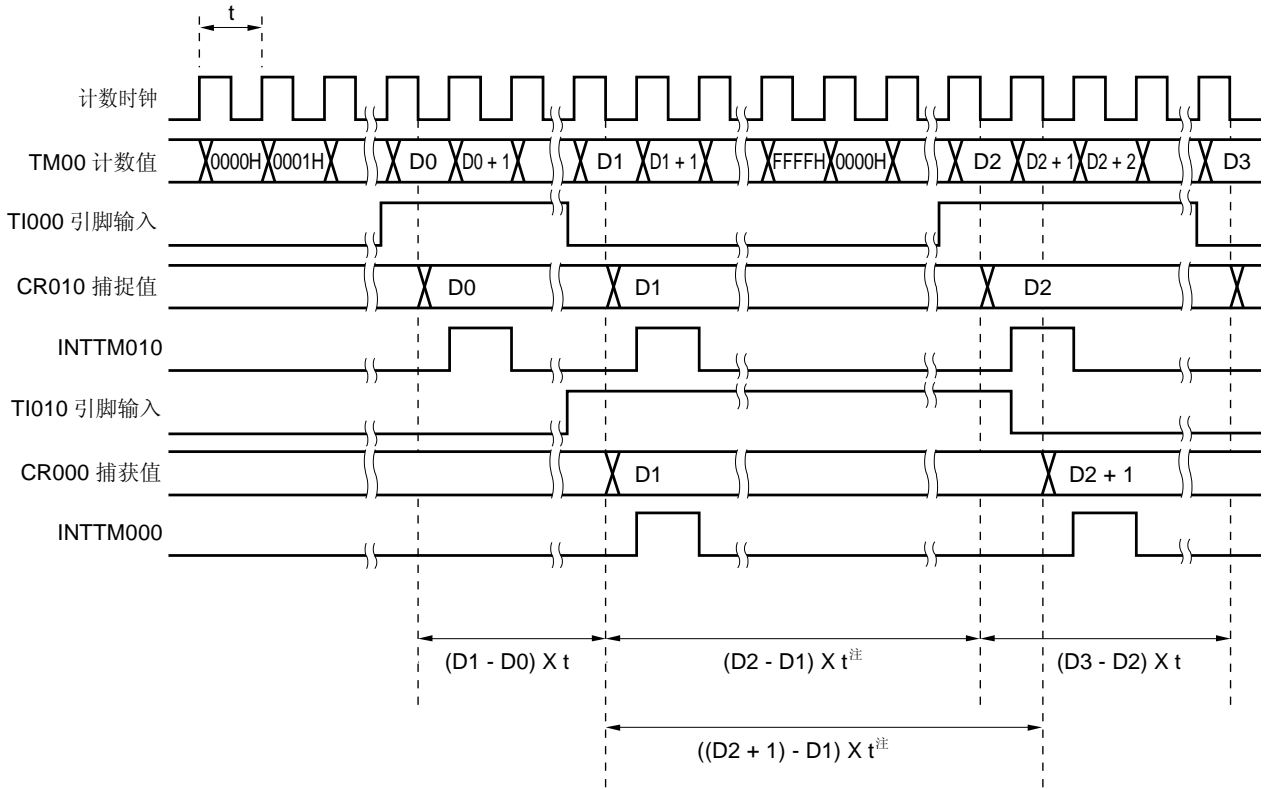 t
计数时钟
TM00 计数值 0000H 0001H D0 D0 + 1 D1 D1 + 1 FFFFH 0000H D2 D2 + 1 D2 + 2 D3
TI000 引脚输入
CR010 捕捉值 D0 D1 D2
INTTM010
TI010 引脚输入
CR000 捕获值 D1 D2 + 1
INTTM000
(D1 - D0) X t (D2 - D1) X t注 (D3 - D2) X t
((D2 + 1) - D1) X t注